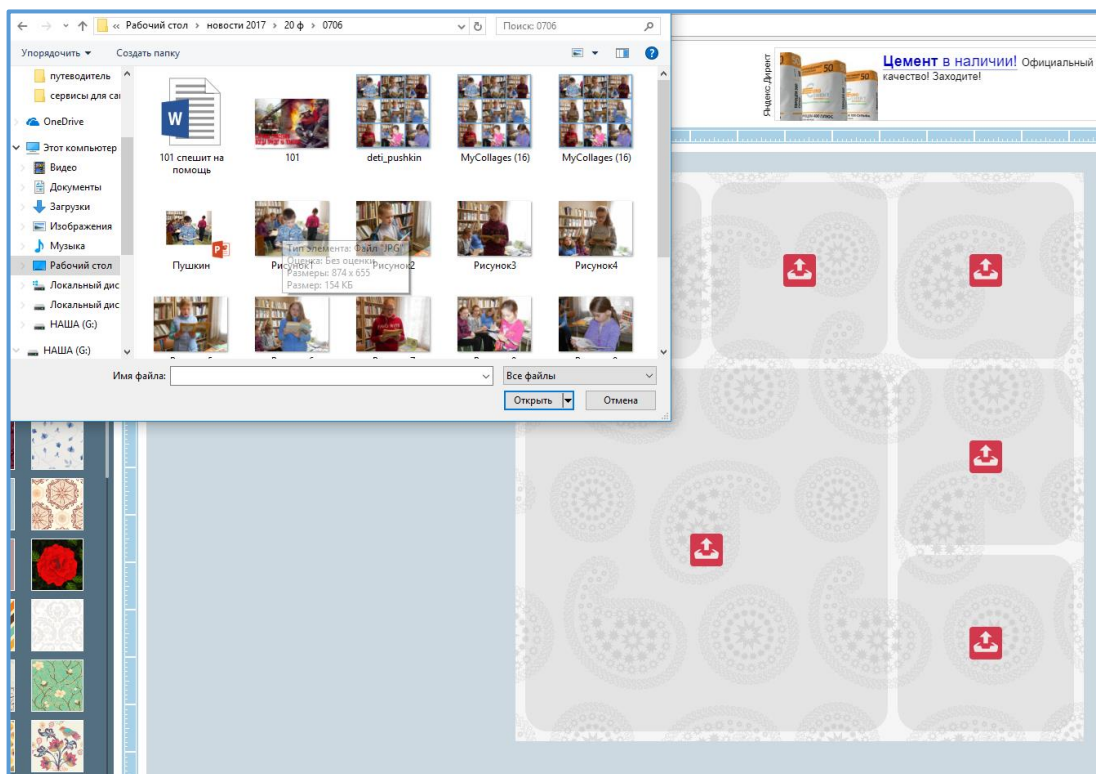 « Рабочий стол › новости 2017 › 20 ф › 0706
Поиск: 0706
Упорядочить
Создать папку
путеводитель
сервисы для сай
OneDrive
Этот компьютер
Видео
Документы
Загрузки
Изображения
Музыка
Рабочий стол
Локальный дис
Локальный дис
НАША (G:)
НАША (G:)
101 спешит на
помощь
101
deti_pushkin
MyCollages (16)
MyCollages (16)
Пушкин
Рисунок1
Рисунок2
Рисунок3
Рисунок4
Тип элемента: Файл "JPG"
Оценка: Без оценки
Размеры: 874 x 655
Размер: 154 КБ
Имя файла:
Все файлы
Открыть
Отмена
Яндекс.Директ
Цемент в наличии! Официальный
качество! Заходите!
50
50